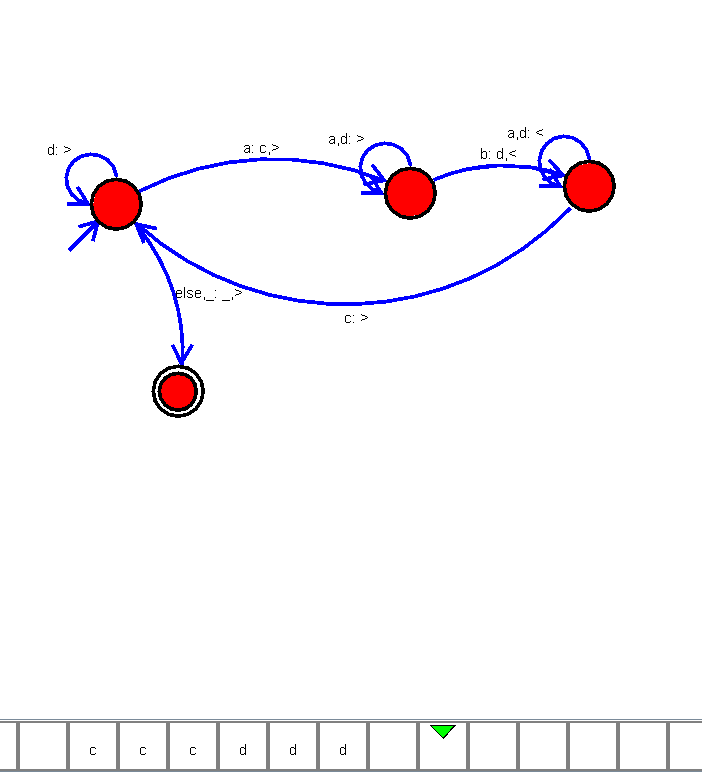 a,d: <
a,d: >
d: >
a: c,>
b: d,<
else,_: _,>
c: >
c c c d d d